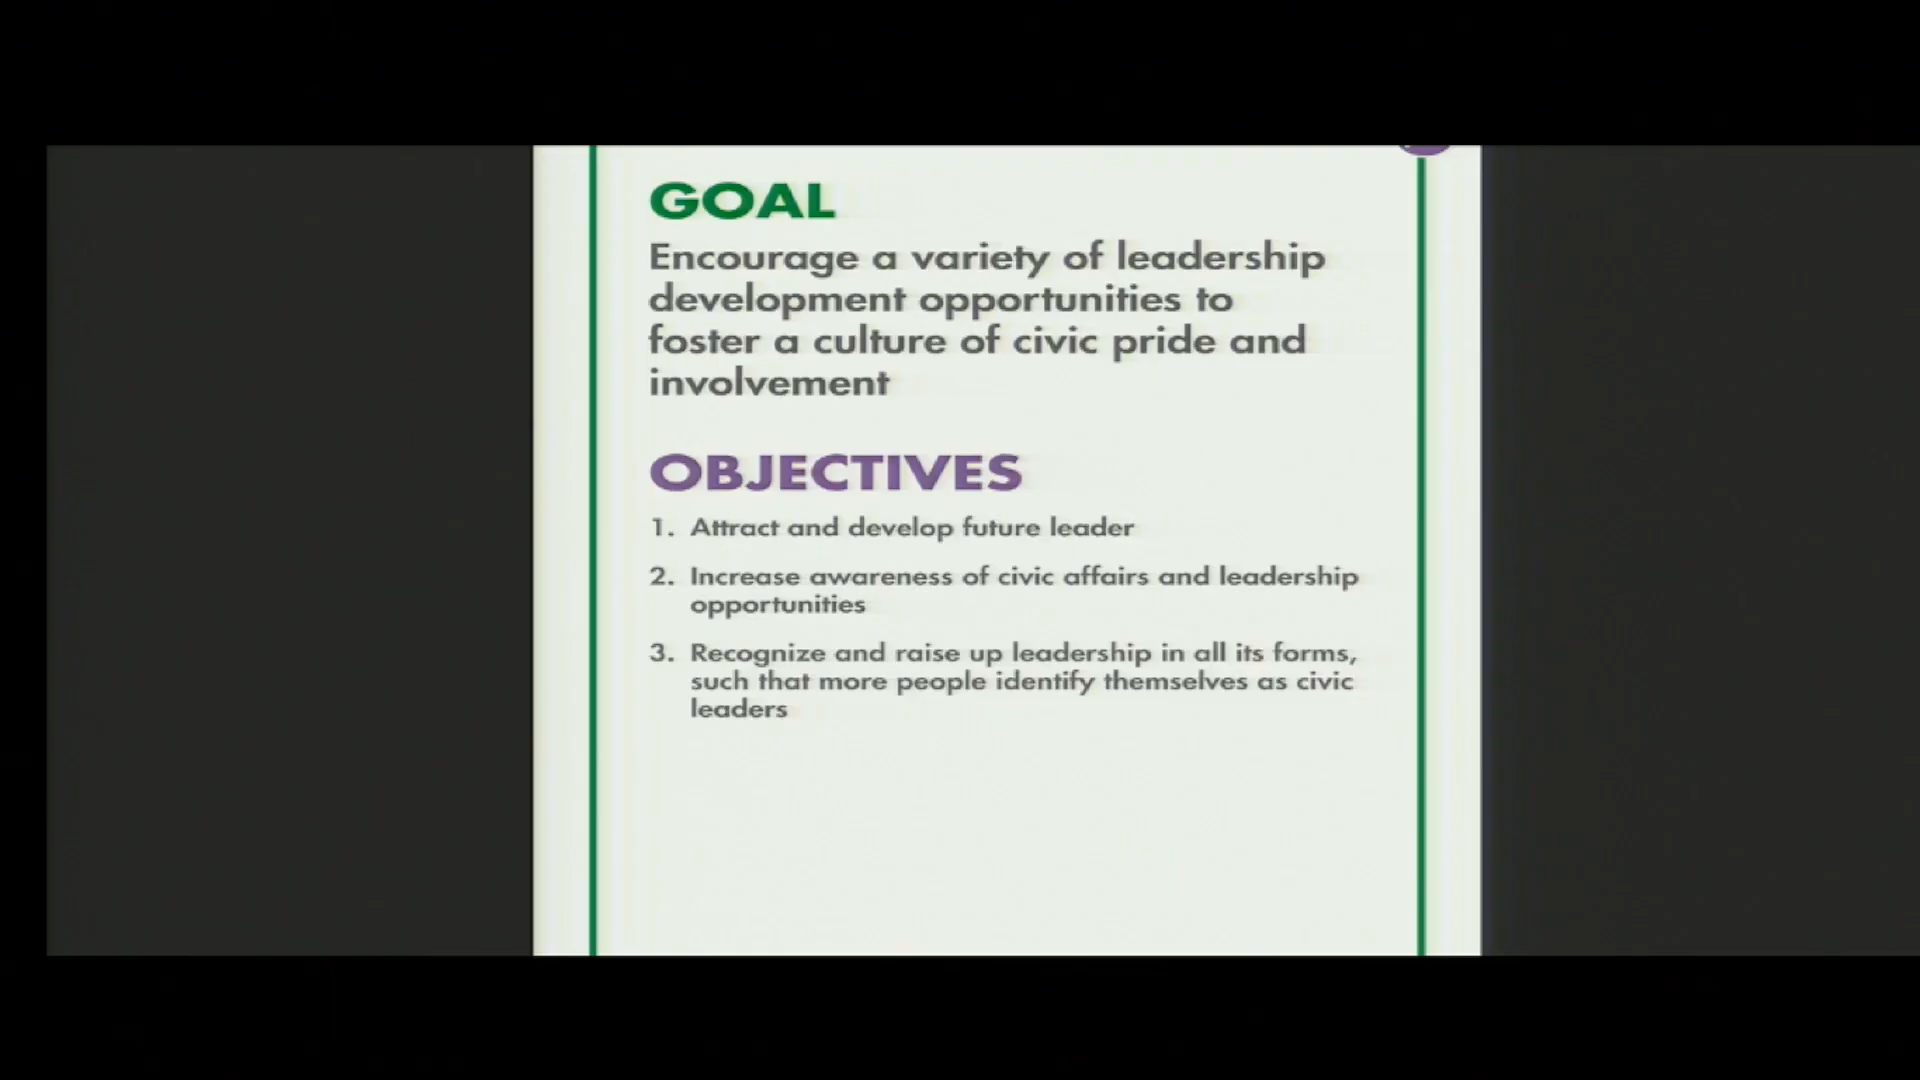 GOAL
Encourage a variety of leadership
development opportunities to
foster a culture of civic pride and
involvement
OBJECTIVES
1. Attract and develop future leader
2. Increase awareness of civic affairs and leadership
opportunities
3. Recognize and raise up leadership in all its forms,
such that more people identify themselves as civic
leaders